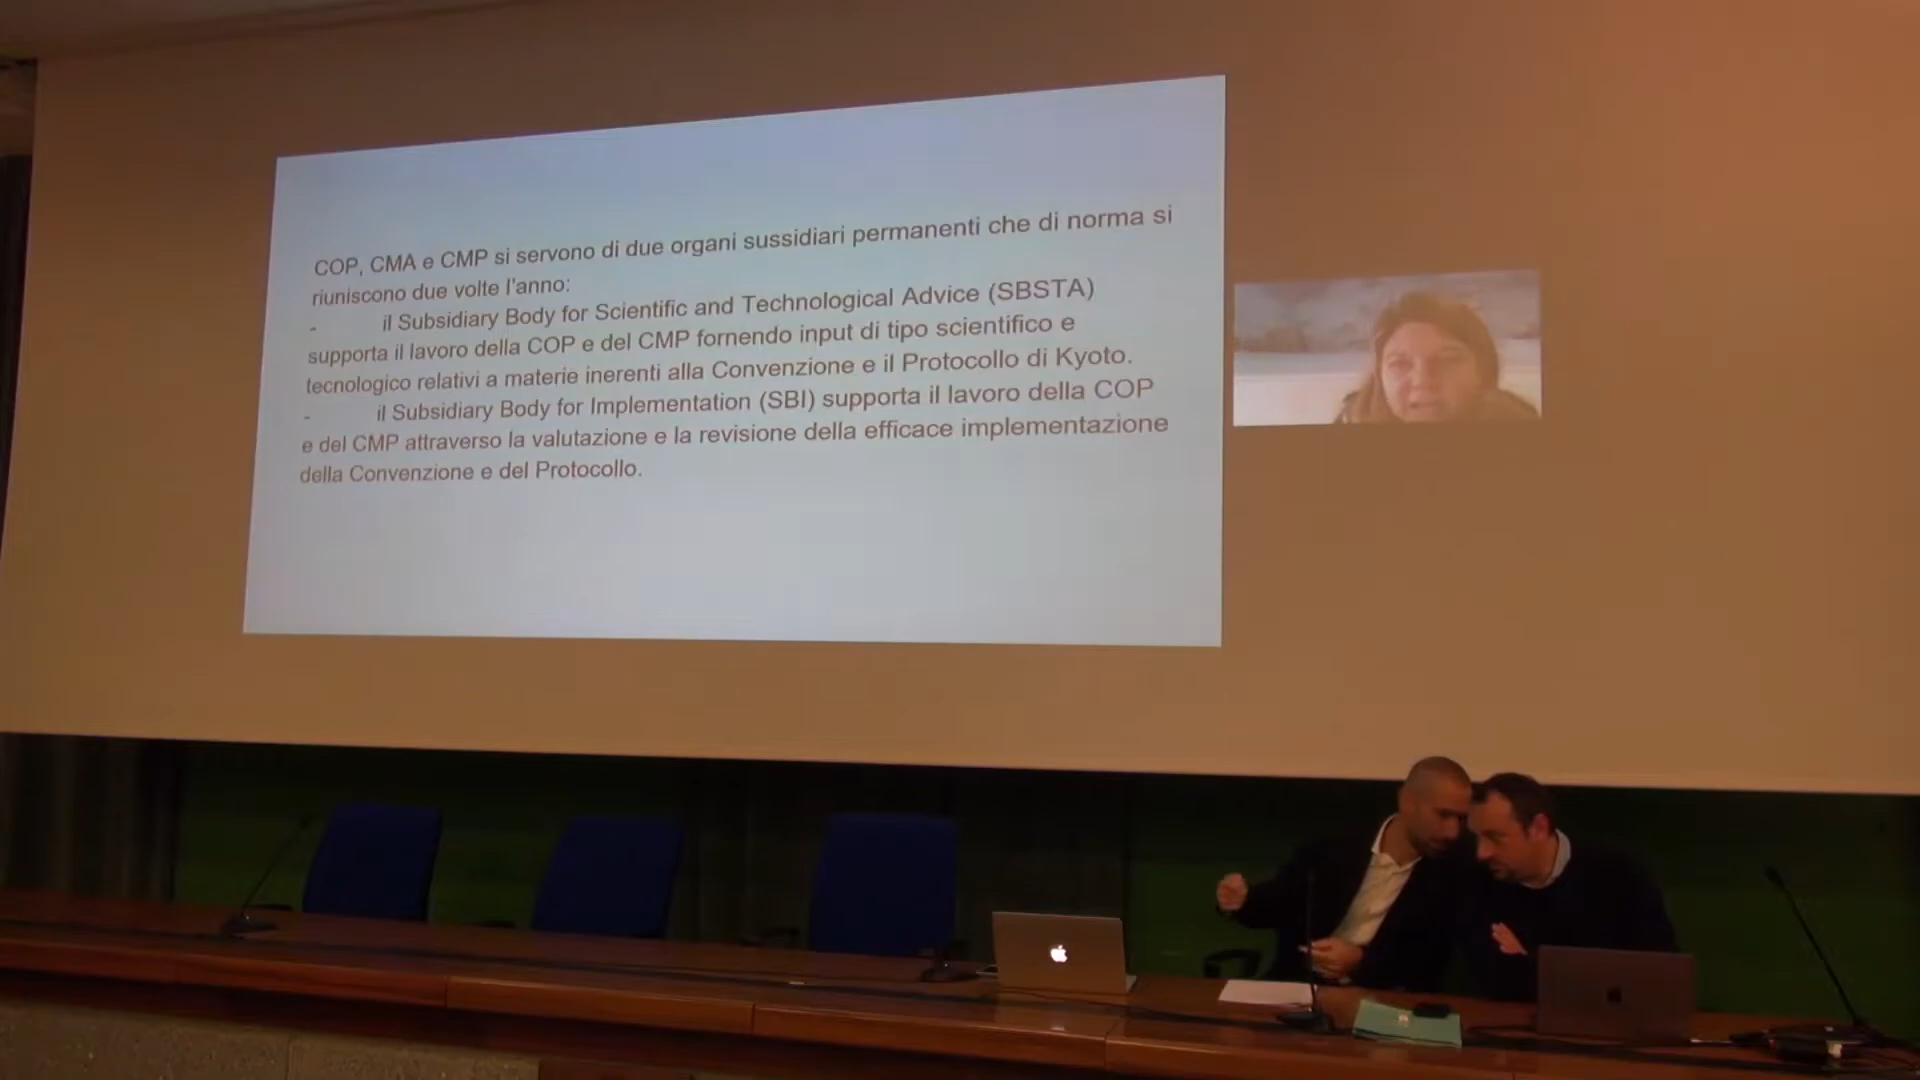 COP, CMA e CMP si servono di due organi sussidiari permanenti che di norma si
riuniscono due volte l'anno:
- il Subsidiary Body for Scientific and Technological Advice (SBSTA)
supporta il lavoro della COP e del CMP fornendo input di tipo scientifico e
tecnologico relativi a materie inerenti alla Convenzione e il Protocollo di Kyoto.
- il Subsidiary Body for Implementation (SBI) supporta il lavoro della COP
e del CMP attraverso la valutazione e la revisione della efficace implementazione
della Convenzione e del Protocollo.